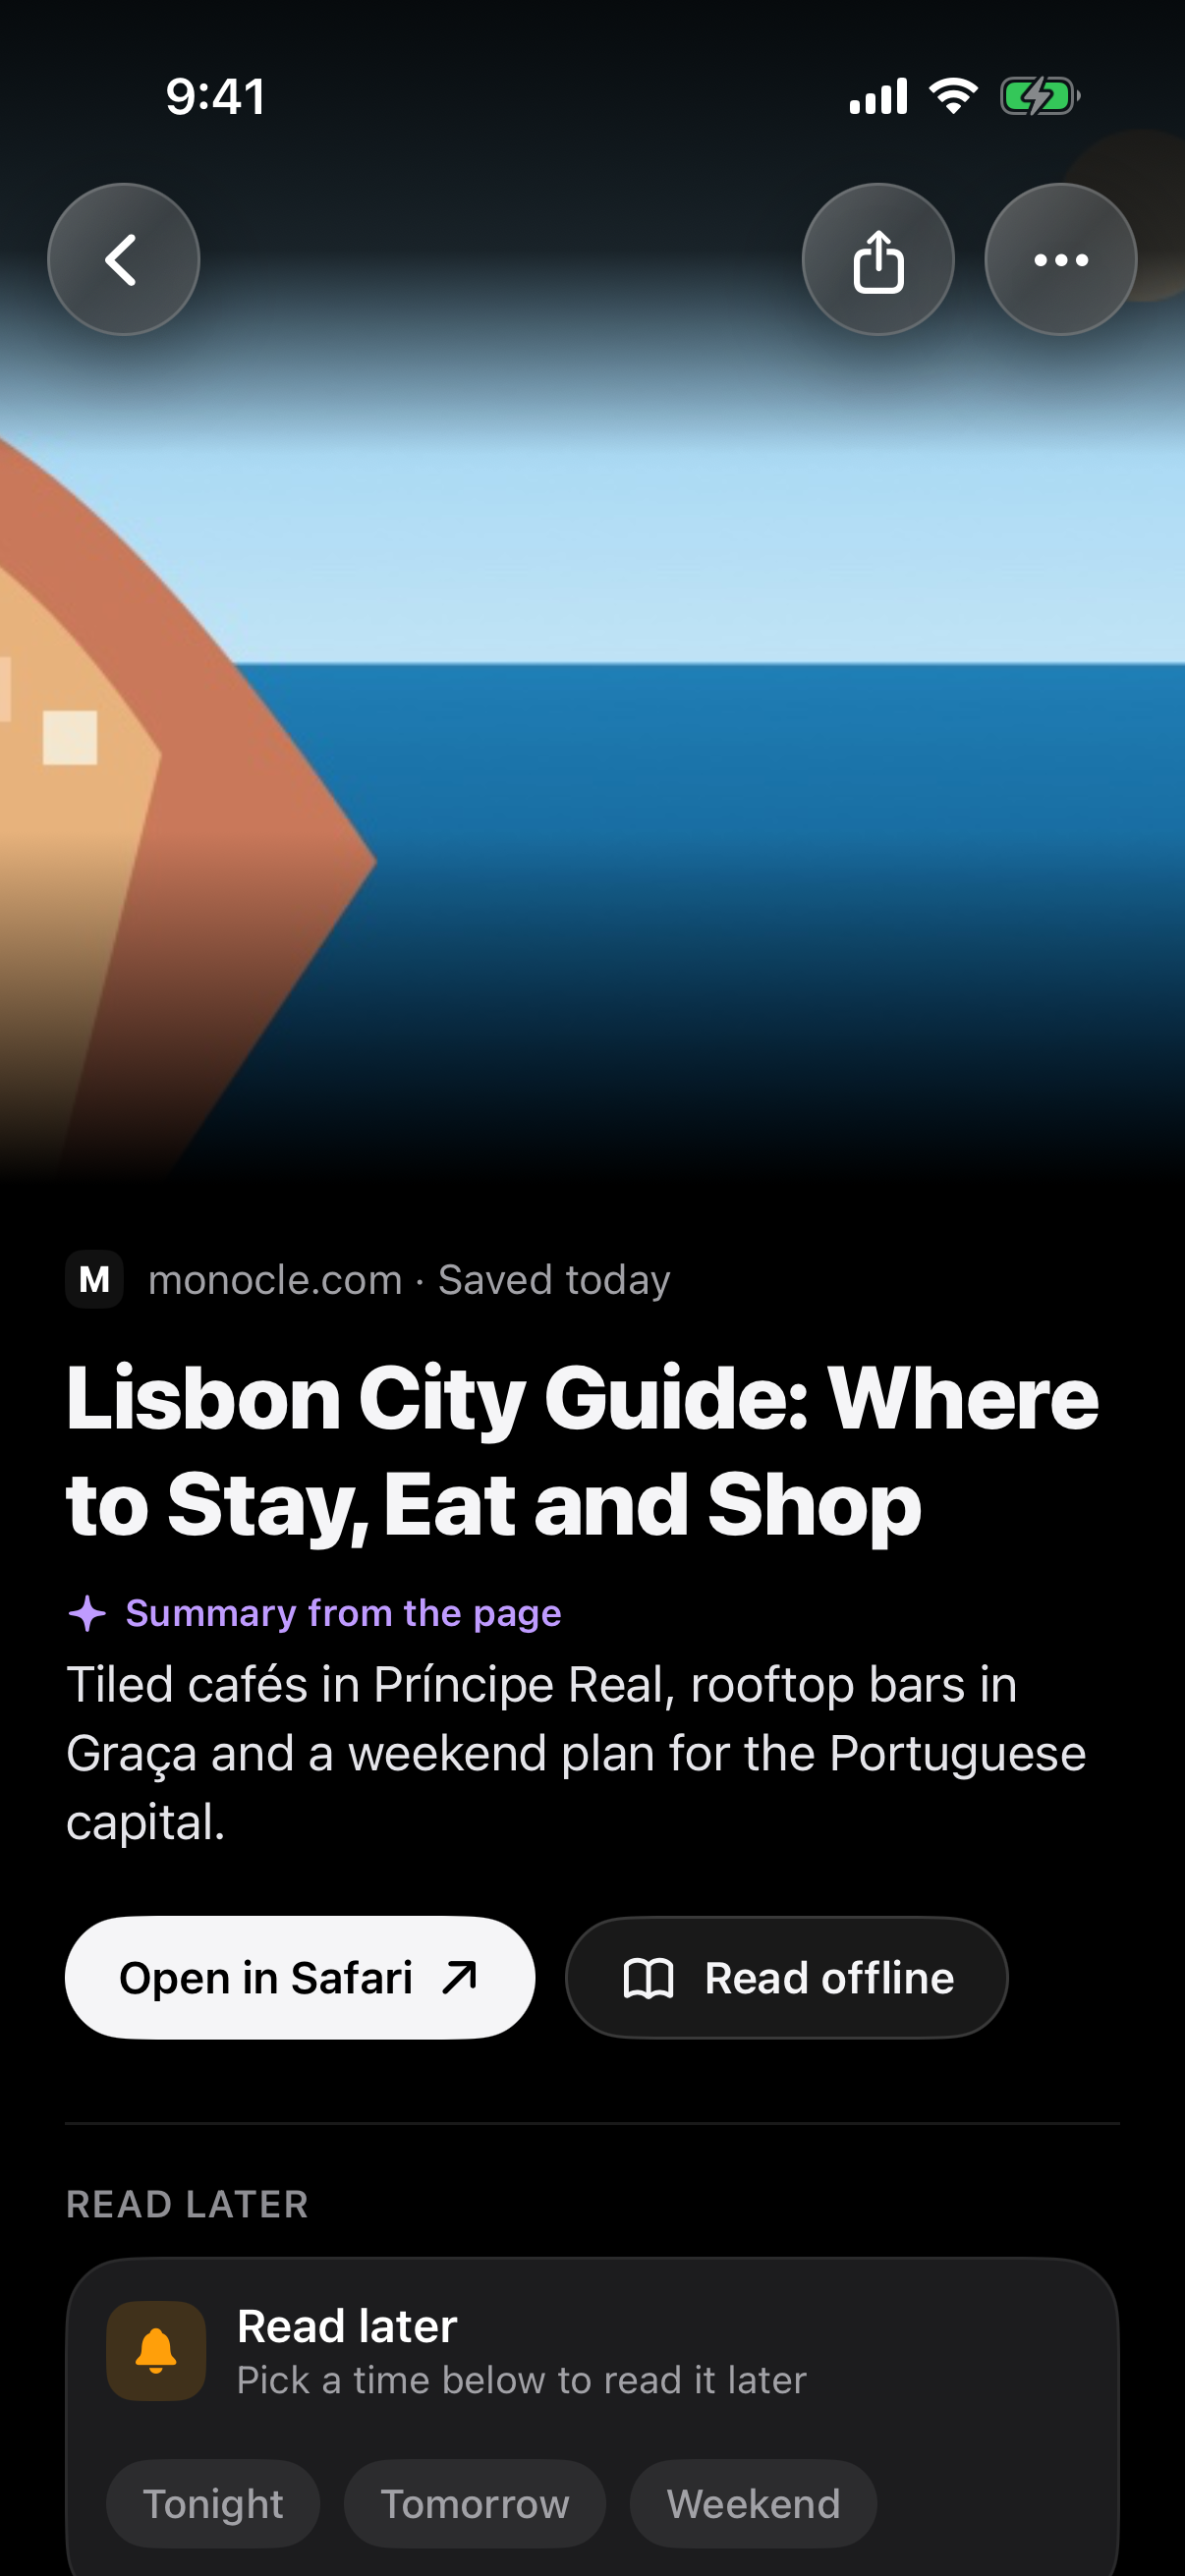 9:41
M monocle.com · Saved today
Lisbon City Guide: Where
to Stay, Eat and Shop
Summary from the page
Tiled cafés in Príncipe Real, rooftop bars in
Graça and a weekend plan for the Portuguese
capital.
Open in Safari
Read offline
READ LATER
Read later
Pick a time below to read it later
Tonight
Tomorrow
Weekend